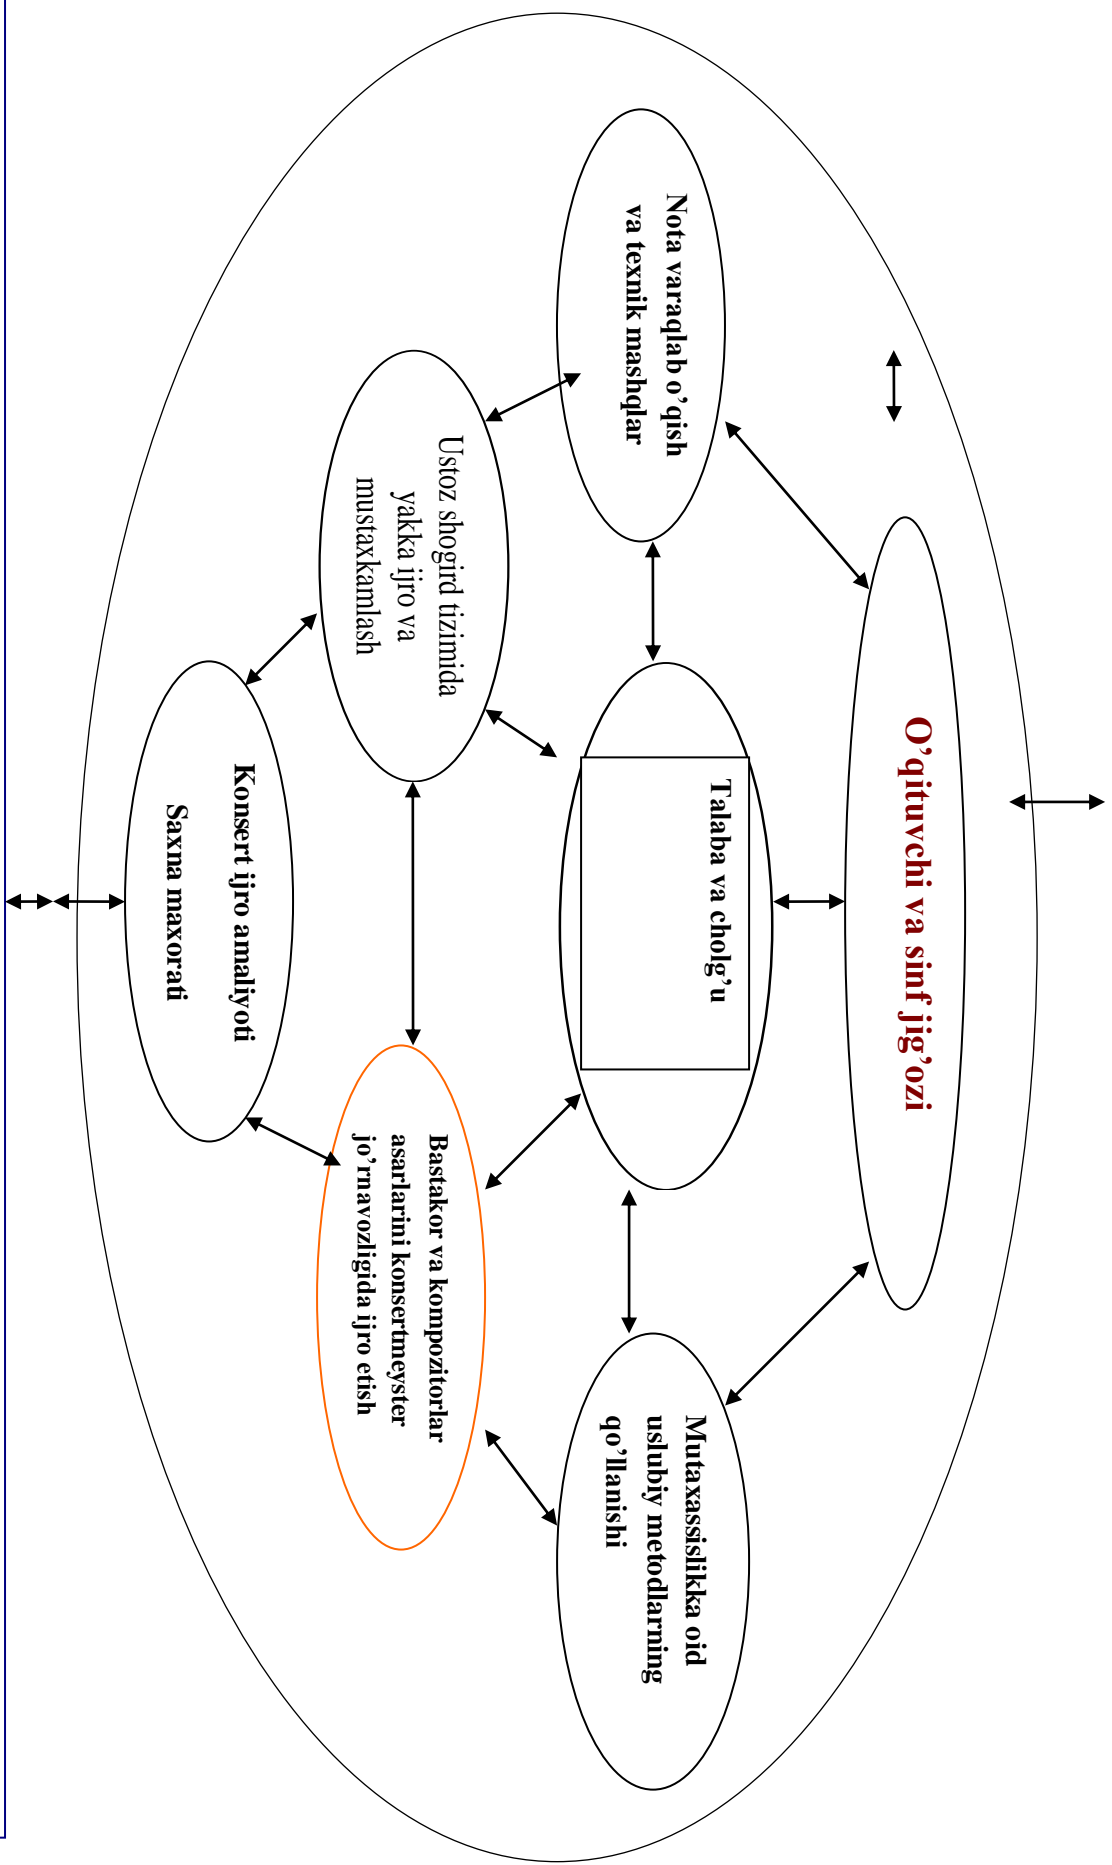 O’qituvchi va sinf jig’ozi
Nota varaqlab o’qish
va texnik mashqlar
Talaba va cholg’u
Mutaxassislikka oid
uslubiy metodlarning
qo’llanishi
Ustoz shogird tizimida
yakka ijro va
mustaxkamlash
Bastakor va kompozitorlar
asarlarini konsertmeyster
jo’rnavozligida ijro etish
Konsert ijro amaliyoti
Saxna maxorati